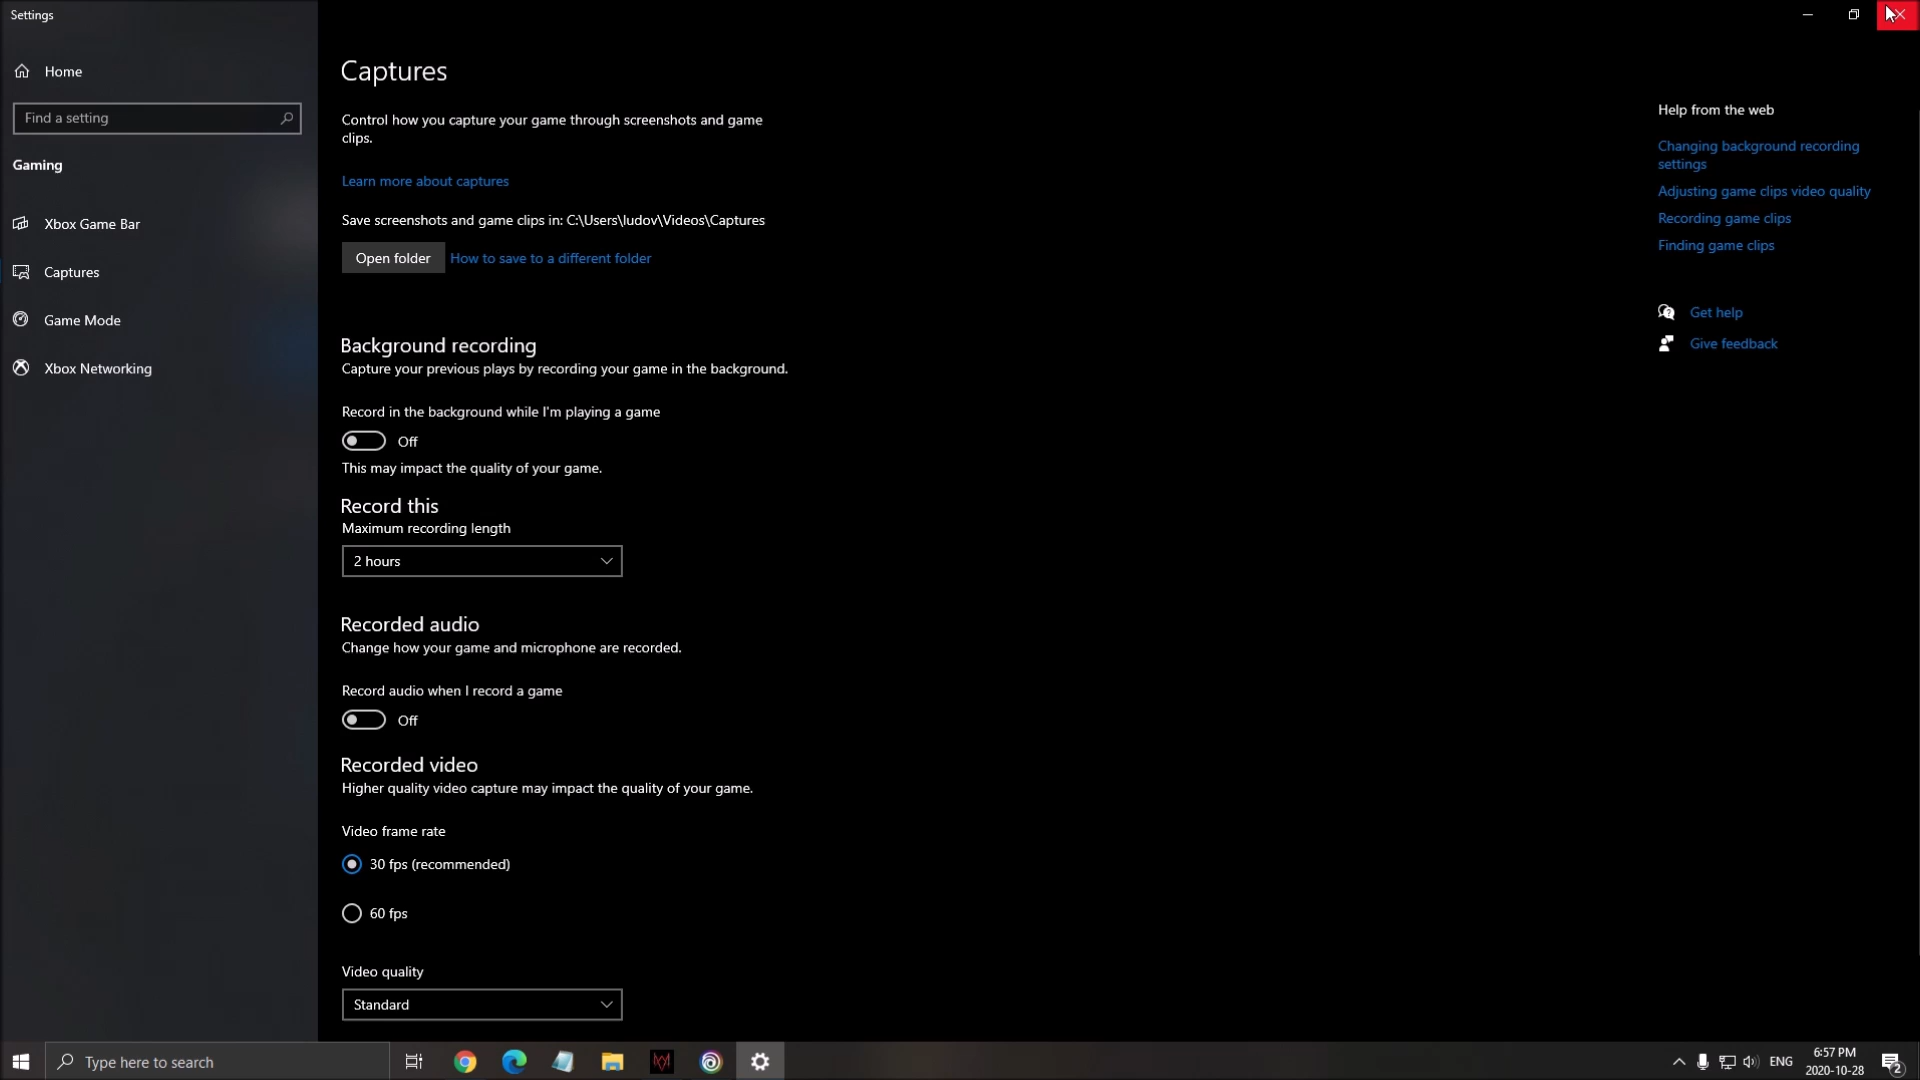 Settings
Home
Find a setting
Gaming
Xbox Game Bar
Captures
Game Mode
Xbox Networking
Captures
Control how you capture your game through screenshots and game
clips.
Learn more about captures
Save screenshots and game clips in: C:\Users\ludov\Videos\Captures
Open folder
How to save to a different folder
Background recording
Capture your previous plays by recording your game in the background.
Record in the background while I'm playing a game
Off
This may impact the quality of your game.
Record this
Maximum recording length
2 hours
Recorded audio
Change how your game and microphone are recorded.
Record audio when I record a game
Off
Recorded video
Higher quality video capture may impact the quality of your game.
Video frame rate
30 fps (recommended)
60 fps
Video quality
Standard
Help from the web
Changing background recording
settings
Adjusting game clips video quality
Recording game clips
Finding game clips
Get help
Give feedback
Type here to search
ENG
6:57 PM
2020-10-28
2